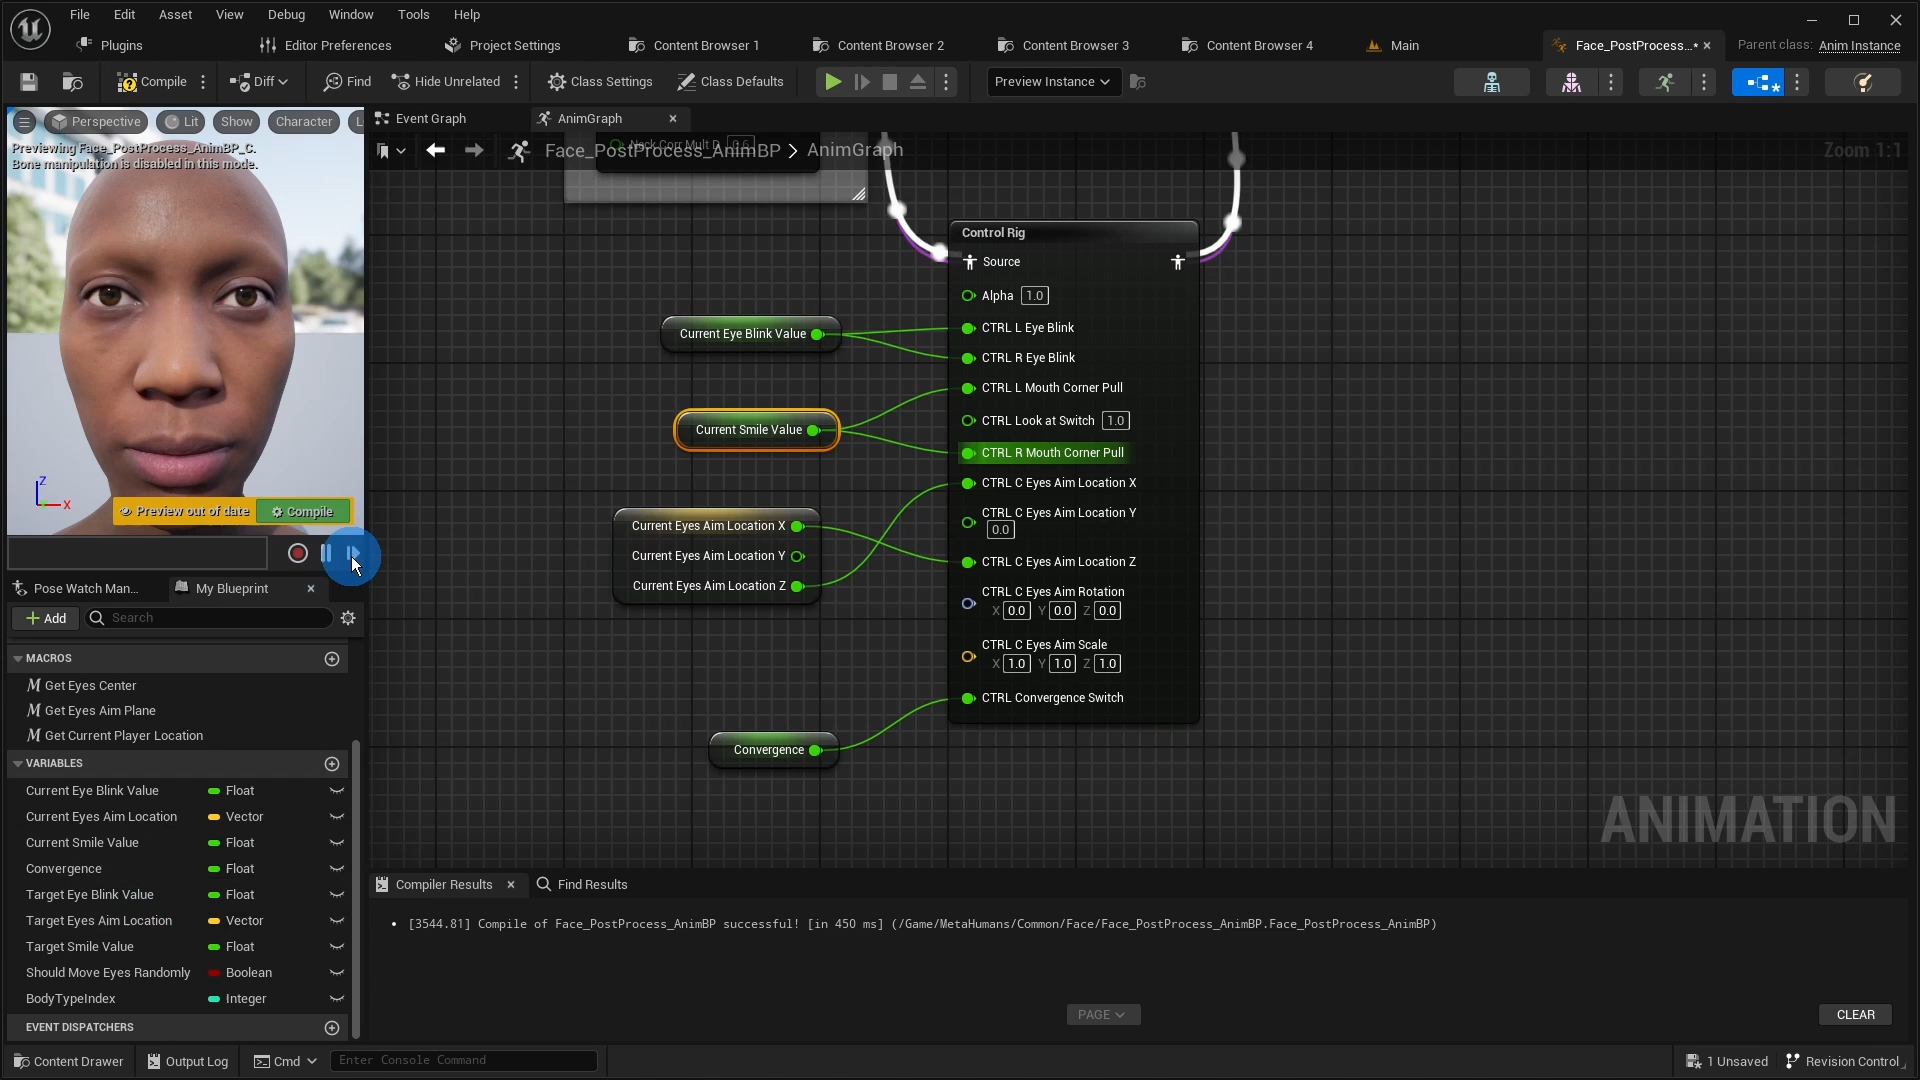 File Edit Asset View Debug Window Tools Help
Plugins Editor Preferences Project Settings Content Browser 1 Content Browser 2 Content Browser 3 Content Browser 4 Main Face_PostProcess...* Parent class: Anim Instance
Compile Diff Find Hide Unrelated Class Settings Class Defaults Preview Instance
Perspective Lit Show Character L
Previewing Face_PostProcess_AnimBP_C.
Bone manipulation is disabled in this mode.
Z
X
Preview out of date Compile
Event Graph AnimGraph
Face_PostProcess_AnimBP > AnimGraph
Zoom 1:1
Control Rig
Source
Alpha 1.0
CTRL L Eye Blink
CTRL R Eye Blink
CTRL L Mouth Corner Pull
CTRL Look at Switch 1.0
CTRL R Mouth Corner Pull
CTRL C Eyes Aim Location X
CTRL C Eyes Aim Location Y
0.0
CTRL C Eyes Aim Location Z
CTRL C Eyes Aim Rotation
X 0.0 Y 0.0 Z 0.0
CTRL C Eyes Aim Scale
X 1.0 Y 1.0 Z 1.0
CTRL Convergence Switch
Current Eye Blink Value
Current Smile Value
Current Eyes Aim Location X
Current Eyes Aim Location Y
Current Eyes Aim Location Z
Convergence
ANIMATION
Pose Watch Man... My Blueprint
Add Search
MACROS
Get Eyes Center
Get Eyes Aim Plane
Get Current Player Location
VARIABLES
Current Eye Blink Value Float
Current Eyes Aim Location Vector
Current Smile Value Float
Convergence Float
Target Eye Blink Value Float
Target Eyes Aim Location Vector
Target Smile Value Float
Should Move Eyes Randomly Boolean
BodyTypeIndex Integer
EVENT DISPATCHERS
Compiler Results Find Results
[3544.81] Compile of Face_PostProcess_AnimBP successful! [in 450 ms] (/Game/MetaHumans/Common/Face/Face_PostProcess_AnimBP.Face_PostProcess_AnimBP)
PAGE CLEAR
Content Drawer Output Log Cmd Enter Console Command 1 Unsaved Revision Control